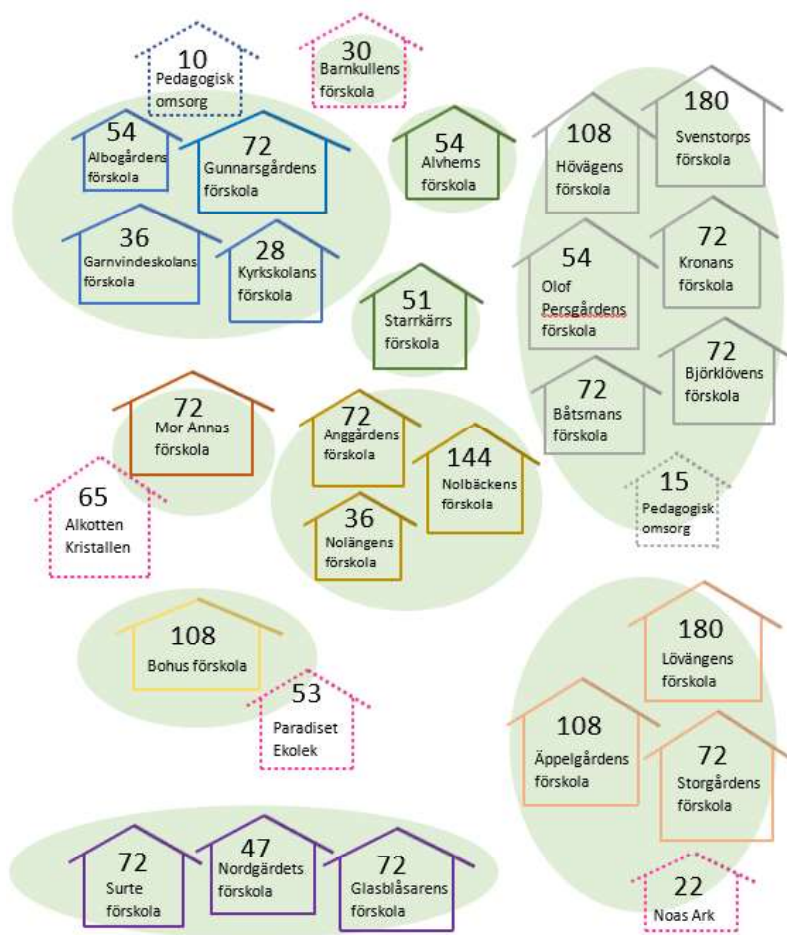 10
Pedagogisk
omsorg
30
Barnkullens
förskola
54
Albogårdens
förskola
72
Gunnarsgårdens
förskola
54
Alvhems
förskola
108
Hövägens
förskola
180
Svenstorps
förskola
36
Garnvindeskolans
förskola
28
Kyrkskolans
förskola
54
Olof
Persgårdens
förskola
72
Kronans
förskola
51
Starrkärrs
förskola
72
Björklövens
förskola
72
Båtsmans
förskola
72
Mor Annas
förskola
72
Änggårdens
förskola
144
Nolbäckens
förskola
65
Alkotten
Kristallen
36
Nolängens
förskola
15
Pedagogisk
omsorg
108
Bohus förskola
53
Paradiset
Ekolek
180
Lövängens
förskola
108
Äppelgårdens
förskola
72
Storgårdens
förskola
72
Surte
förskola
47
Nordgärdets
förskola
72
Glasblåsarens
förskola
22
Noas Ark